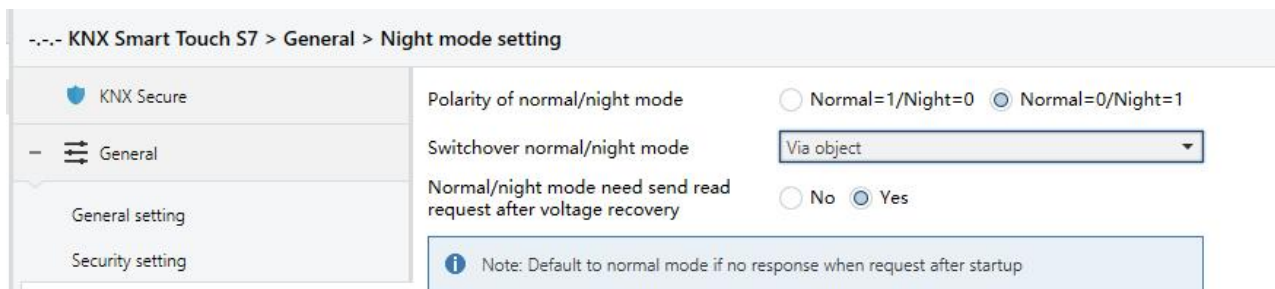 -.-.- KNX Smart Touch S7 > General > Night mode setting
KNX Secure
General
General setting
Security setting
Polarity of normal/night mode
Normal=1/Night=0 Normal=0/Night=1
Switchover normal/night mode
Via object
Normal/night mode need send read
request after voltage recovery
No Yes
Note: Default to normal mode if no response when request after startup